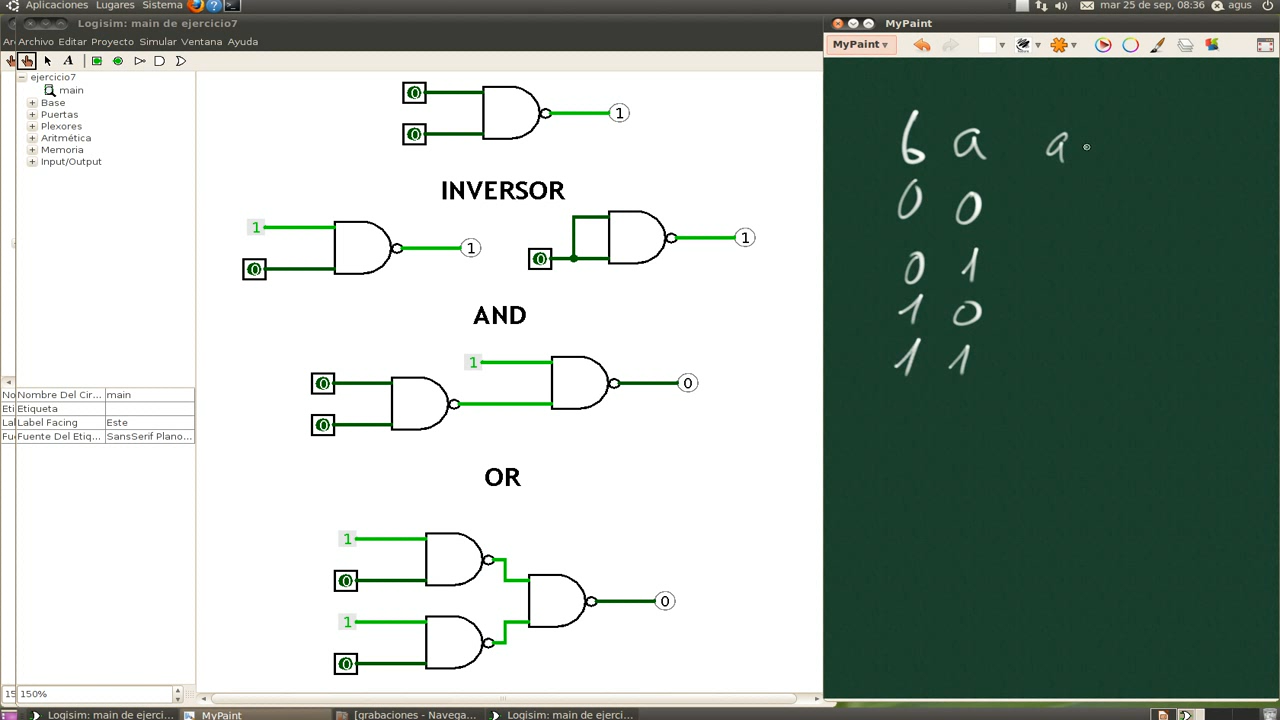 Aplicaciones Lugares Sistema mar 25 de sep, 08:36 agus
Logisim: main de ejercicio7
Archivo Editar Proyecto Simular Ventana Ayuda
A
ejercicio7
main
Base
Puertas
Plexores
Aritmética
Memoria
Input/Output
Nombre Del Cir... main
Etiqueta
Label Facing Este
Fuente Del Etiq... SansSerif Plano...
150%
0
0
1
INVERSOR
1
0
1
0
1
AND
0
0
1
0
OR
1
0
1
0
0
MyPaint
MyPaint
b a a
0 0
0 1
1 0
1 1
Logisim: main de ejerci... MyPaint [grabaciones - Navega... Logisim: main de ejerci...